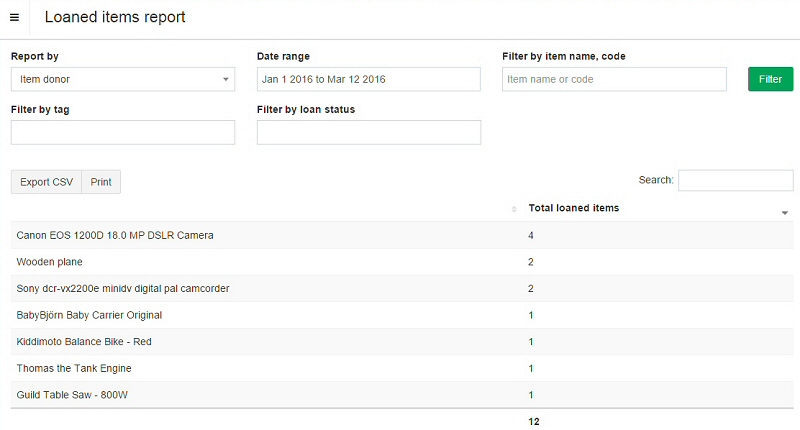 Loaned items report
Report by
Date range
Filter by item name, code
Item donor
Jan 1 2016 to Mar 12 2016
Item name or code
Filter
Filter by tag
Filter by loan status
Export CSV
Print
Search:
Total loaned items
Canon EOS 1200D 18.0 MP DSLR Camera 4
Wooden plane 2
Sony dcr-vx2200e minidv digital pal camcorder 2
BabyBjörn Baby Carrier Original 1
Kiddimoto Balance Bike - Red 1
Thomas the Tank Engine 1
Guild Table Saw - 800W 1
12